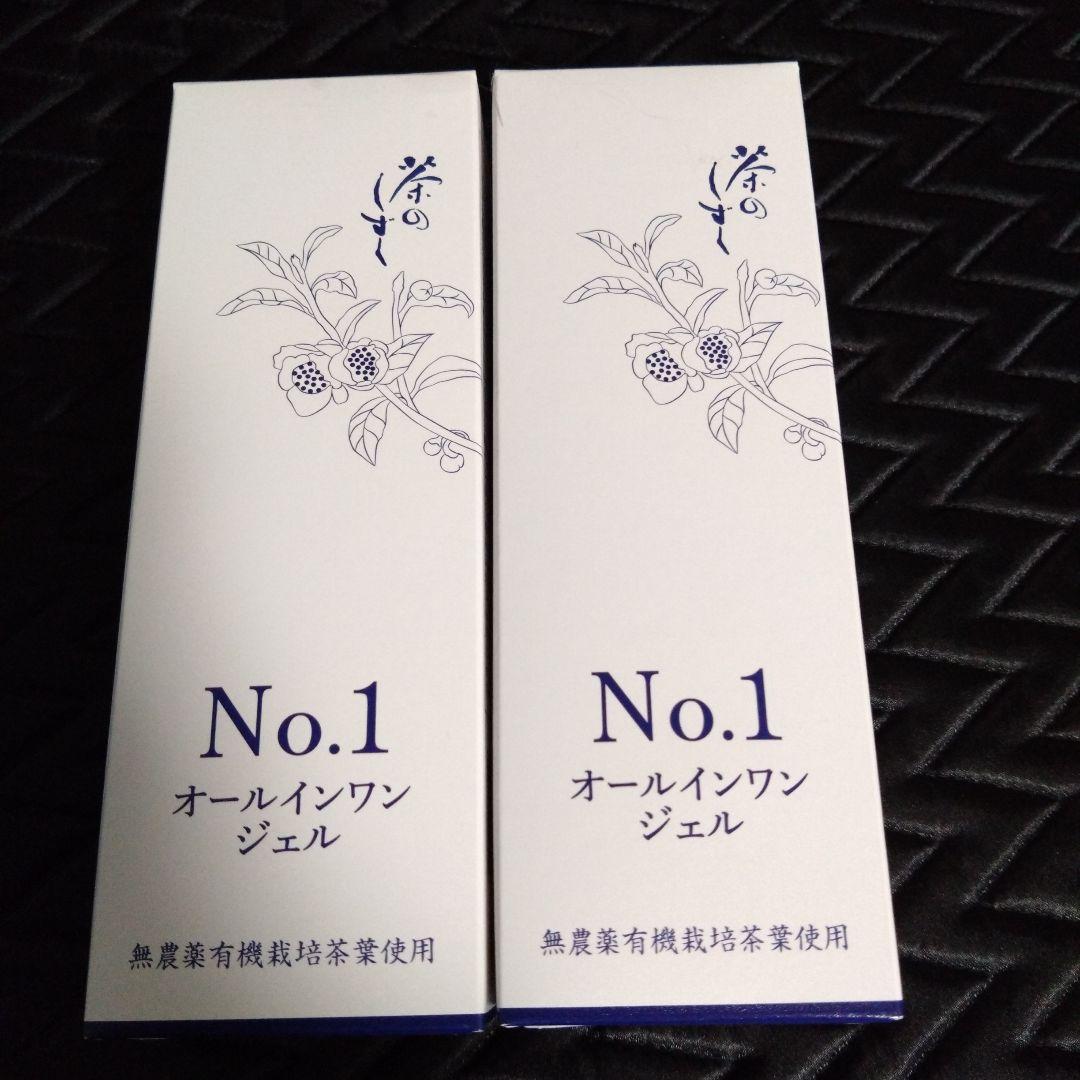 茶の
しずく
No.1
オールインワン
ジェル
無農薬有機栽培茶葉使用
茶の
しずく
No.1
オールインワン
ジェル
無農薬有機栽培茶葉使用